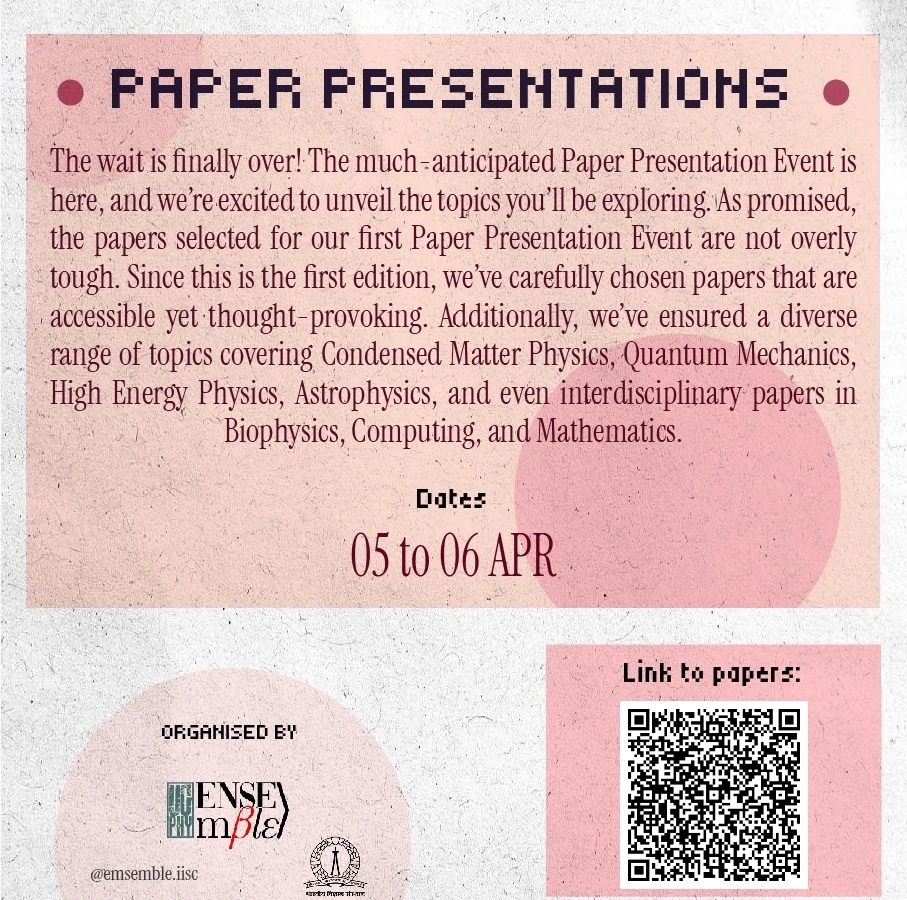 PAPER PRESENTATIONS
The wait is finally over! The much-anticipated Paper Presentation Event is
here, and we’re excited to unveil the topics you’ll be exploring. As promised,
the papers selected for our first Paper Presentation Event are not overly
tough. Since this is the first edition, we’ve carefully chosen papers that are
accessible yet thought-provoking. Additionally, we’ve ensured a diverse
range of topics covering Condensed Matter Physics, Quantum Mechanics,
High Energy Physics, Astrophysics, and even interdisciplinary papers in
Biophysics, Computing, and Mathematics.
Dates
05 to 06 APR
Link to papers:
ORGANISED BY
ENSE
mβle⟩
@emsemble.iisc
भारतीय विज्ञान संस्थान